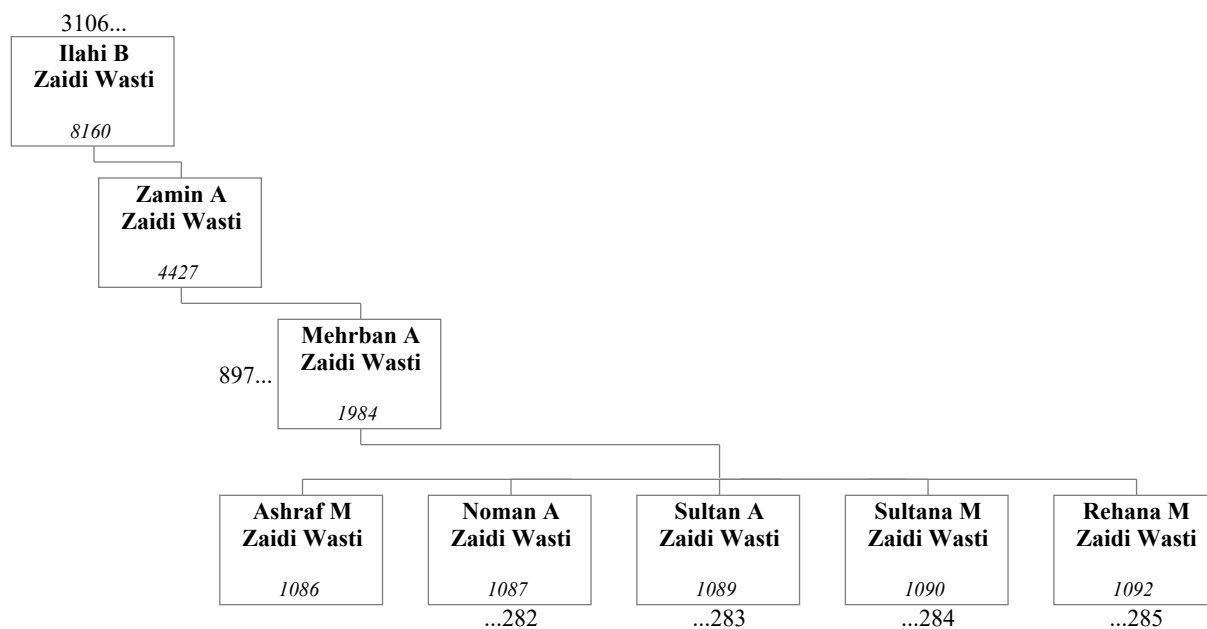 3106...
Ilahi B
Zaidi Wasti
8160
Zamin A
Zaidi Wasti
4427
897...
Mehrban A
Zaidi Wasti
1984
Ashraf M
Zaidi Wasti
1086
Noman A
Zaidi Wasti
1087
...282
Sultan A
Zaidi Wasti
1089
...283
Sultana M
Zaidi Wasti
1090
...284
Rehana M
Zaidi Wasti
1092
...285